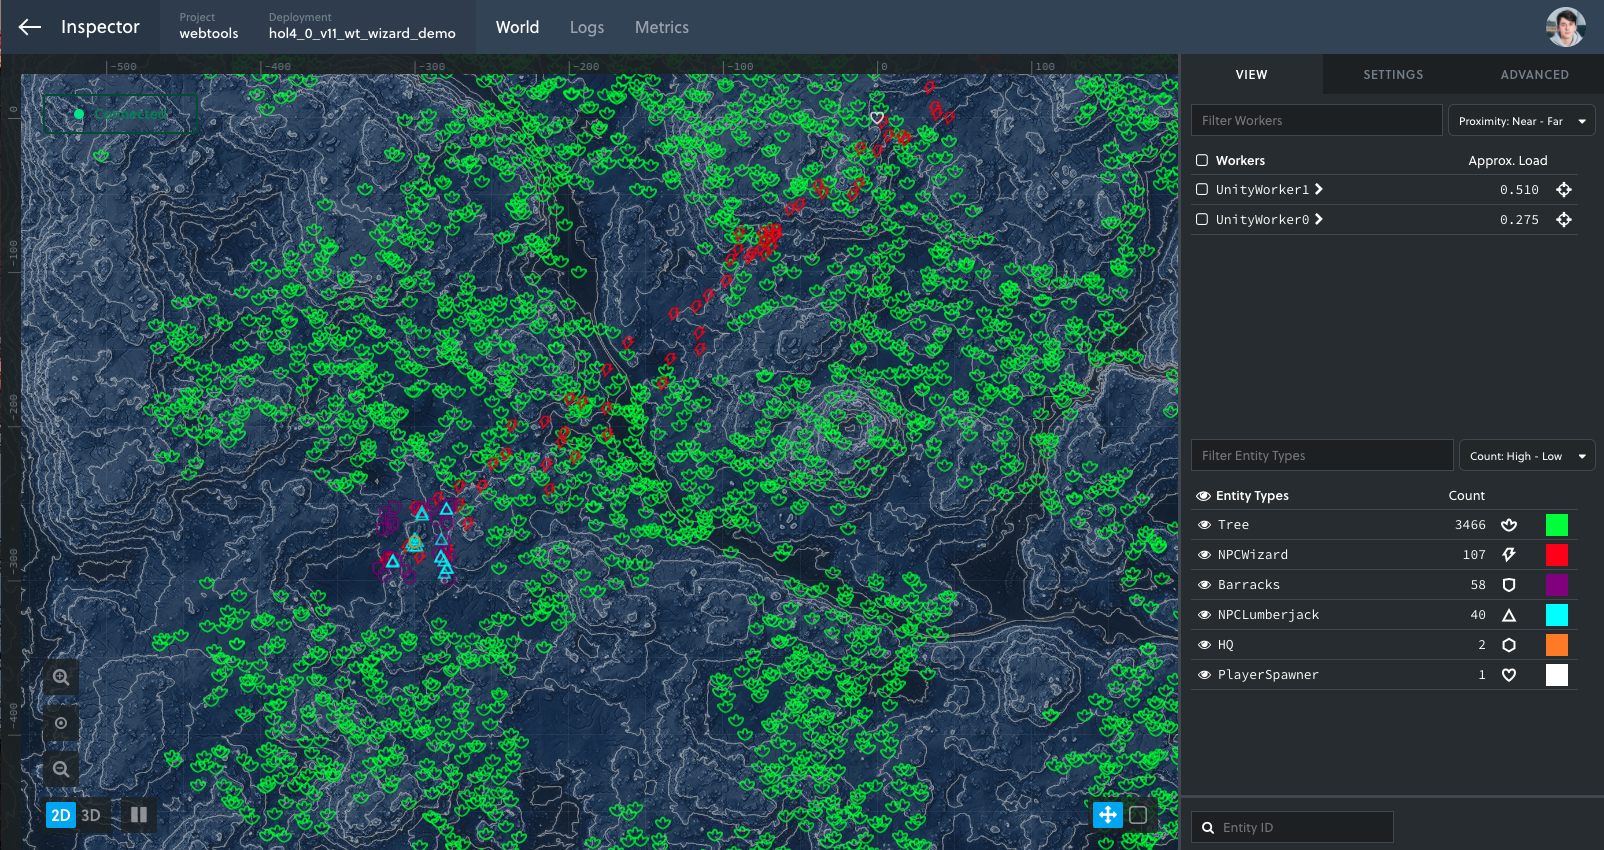 Inspector
Project
webtools
Deployment
hol4_0_v11_wt_wizard_demo
World
Logs
Metrics
-500
-400
-300
-200
-100
0
100
0
-100
-200
-300
-400
Connected
2D
3D
VIEW
SETTINGS
ADVANCED
Filter Workers
Proximity: Near - Far
Workers
Approx. Load
UnityWorker1
0.510
UnityWorker0
0.275
Filter Entity Types
Count: High - Low
Entity Types
Count
Tree
3466
NPCWizard
107
Barracks
58
NPCLumberjack
40
HQ
2
PlayerSpawner
1
Entity ID